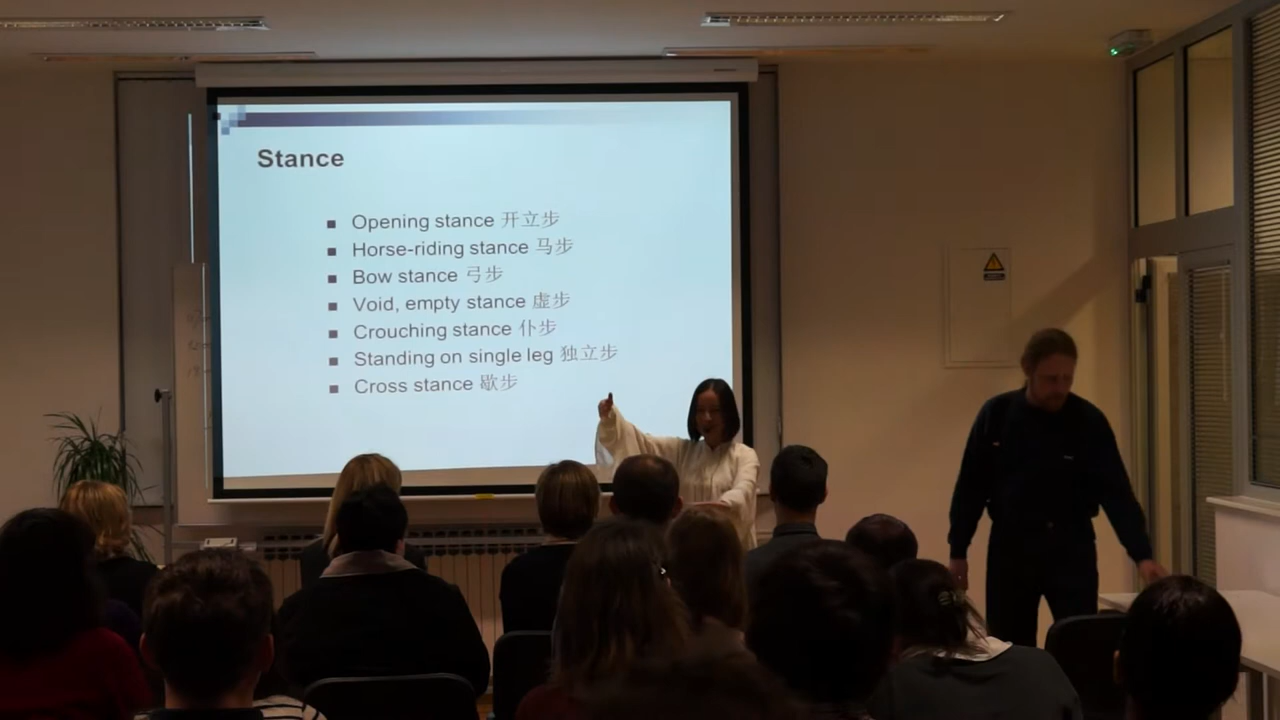 Stance
Opening stance 开立步
Horse-riding stance 马步
Bow stance 弓步
Void, empty stance 虚步
Crouching stance 仆步
Standing on single leg 独立步
Cross stance 歇步